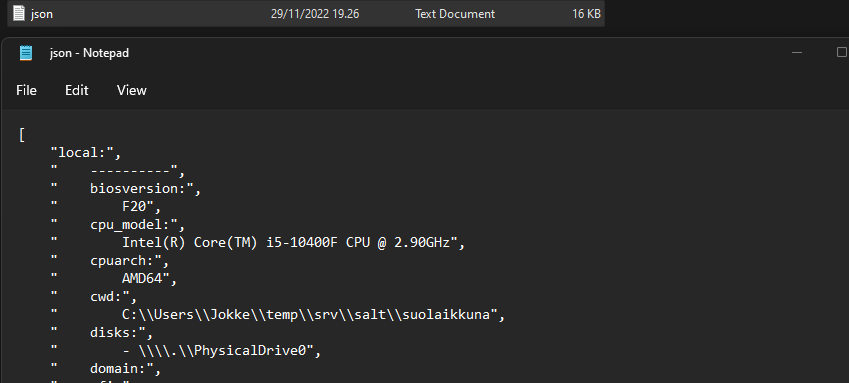 json 29/11/2022 19.26 Text Document 16 KB
json - Notepad
File Edit View
[
    "local:",
    "    ----------",
    "    biosversion:",
    "        F20",
    "    cpu_model:",
    "        Intel(R) Core(TM) i5-10400F CPU @ 2.90GHz",
    "    cpuarch:",
    "        AMD64",
    "    cwd:",
    "        C:\\Users\\Jokke\\temp\\srv\\salt\\suolaikkuna",
    "    disks:",
    "        - \\\\.\\PhysicalDrive0",
    "    domain:",